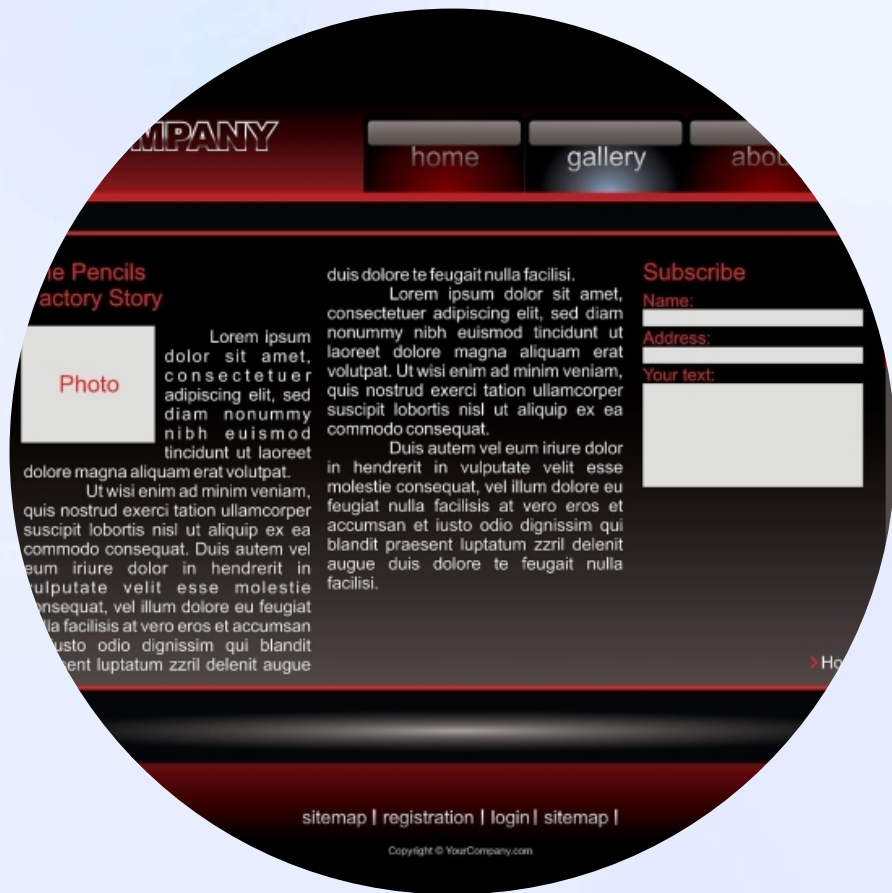 MPANY
home
gallery
Pencils
Story
Photo
Lorem ipsum
dolor sit amet,
consectetuer
adipiscing elit, sed
diam nonummy
nibh euismod
tincidunt ut laoreet
dolore magna aliquam erat volutpat.
Ut wisi enim ad minim veniam,
quis nostrud exerci tation ullamcorper
suscipit lobortis nisl ut aliquip ex ea
commodo consequat. Duis autem vel
eum iriure dolor in hendrerit in
vulputate velit esse molestie
consequat, vel illum dolore eu feugiat
facilisis at vero eros et accumsan
iusto odio dignissim qui blandit
luptatum zzril delenit augue
duis dolore te feugait nulla facilisi.
Lorem ipsum dolor sit amet,
consectetuer adipiscing elit, sed diam
nonummy nibh euismod tincidunt ut
laoreet dolore magna aliquam erat
volutpat. Ut wisi enim ad minim veniam,
quis nostrud exerci tation ullamcorper
suscipit lobortis nisl ut aliquip ex ea
commodo consequat.
Duis autem vel eum iriure dolor
in hendrerit in vulputate velit esse
molestie consequat, vel illum dolore eu
feugiat nulla facilisis at vero eros et
accumsan et iusto odio dignissim qui
blandit praesent luptatum zzril delenit
augue duis dolore te feugait nulla
facilisi.
Subscribe
Name:
Address:
Your text:
sitemap | registration | login | sitemap |
Copyright © YourCompany.com